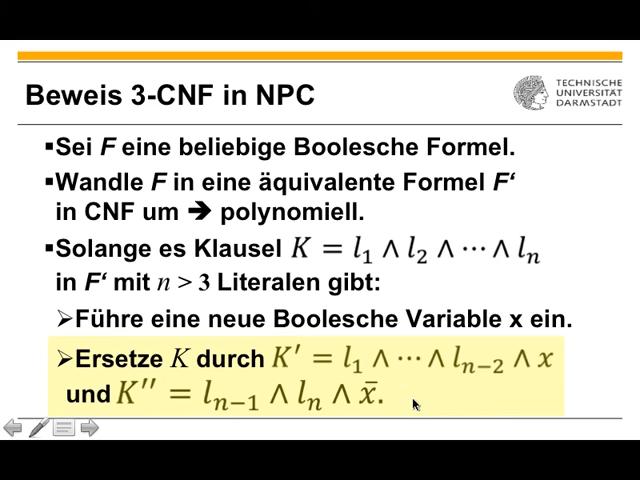 Beweis 3-CNF in NPC
TECHNISCHE
UNIVERSITÄT
DARMSTADT
▪Sei F eine beliebige Boolesche Formel.
▪Wandle F in eine äquivalente Formel F‘
in CNF um ➔ polynomiell.
▪Solange es Klausel K = l₁ ∧ l₂ ∧ ⋯ ∧ lₙ
in F‘ mit n > 3 Literalen gibt:
➢Führe eine neue Boolesche Variable x ein.
➢Ersetze K durch K′ = l₁ ∧ ⋯ ∧ lₙ₋₂ ∧ x
und K′′ = lₙ₋₁ ∧ lₙ ∧ x̄.